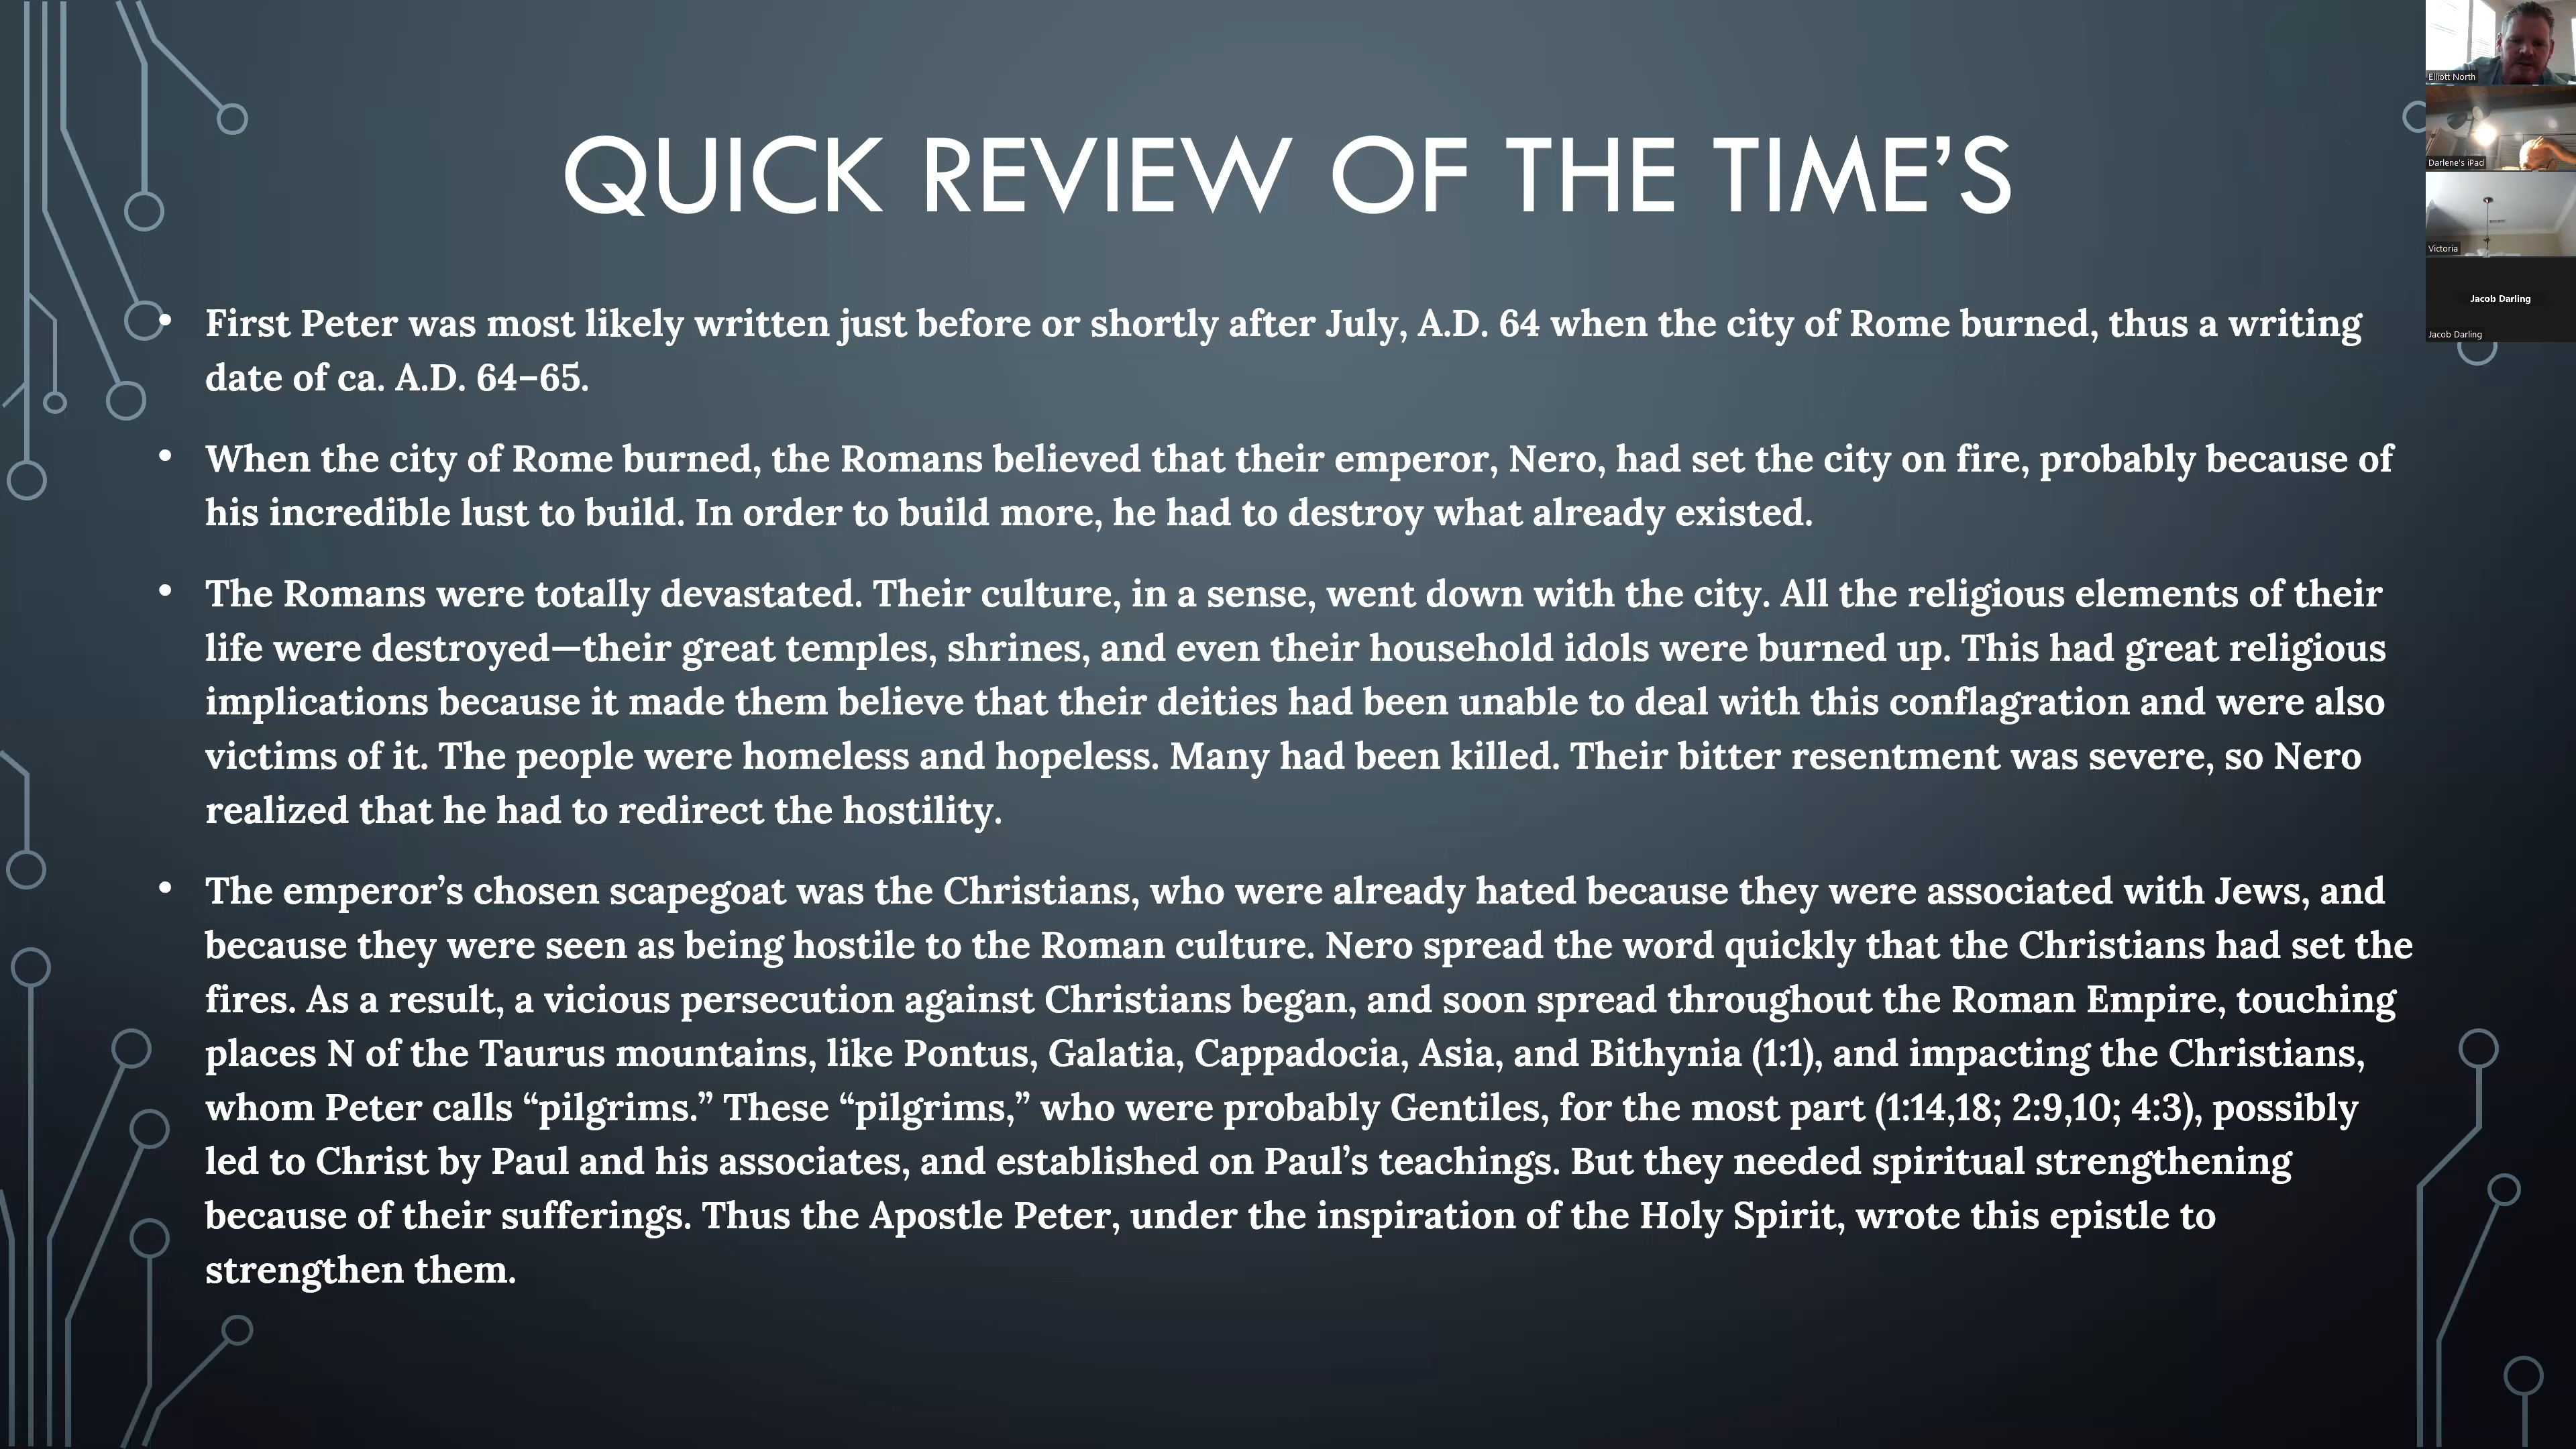 QUICK REVIEW OF THE TIME’S
• First Peter was most likely written just before or shortly after July, A.D. 64 when the city of Rome burned, thus a writing
date of ca. A.D. 64–65.
• When the city of Rome burned, the Romans believed that their emperor, Nero, had set the city on fire, probably because of
his incredible lust to build. In order to build more, he had to destroy what already existed.
• The Romans were totally devastated. Their culture, in a sense, went down with the city. All the religious elements of their
life were destroyed—their great temples, shrines, and even their household idols were burned up. This had great religious
implications because it made them believe that their deities had been unable to deal with this conflagration and were also
victims of it. The people were homeless and hopeless. Many had been killed. Their bitter resentment was severe, so Nero
realized that he had to redirect the hostility.
• The emperor’s chosen scapegoat was the Christians, who were already hated because they were associated with Jews, and
because they were seen as being hostile to the Roman culture. Nero spread the word quickly that the Christians had set the
fires. As a result, a vicious persecution against Christians began, and soon spread throughout the Roman Empire, touching
places N of the Taurus mountains, like Pontus, Galatia, Cappadocia, Asia, and Bithynia (1:1), and impacting the Christians,
whom Peter calls “pilgrims.” These “pilgrims,” who were probably Gentiles, for the most part (1:14,18; 2:9,10; 4:3), possibly
led to Christ by Paul and his associates, and established on Paul’s teachings. But they needed spiritual strengthening
because of their sufferings. Thus the Apostle Peter, under the inspiration of the Holy Spirit, wrote this epistle to
strengthen them.
Elliott North
Darlene's iPad
Victoria
Jacob Darling
Jacob Darling